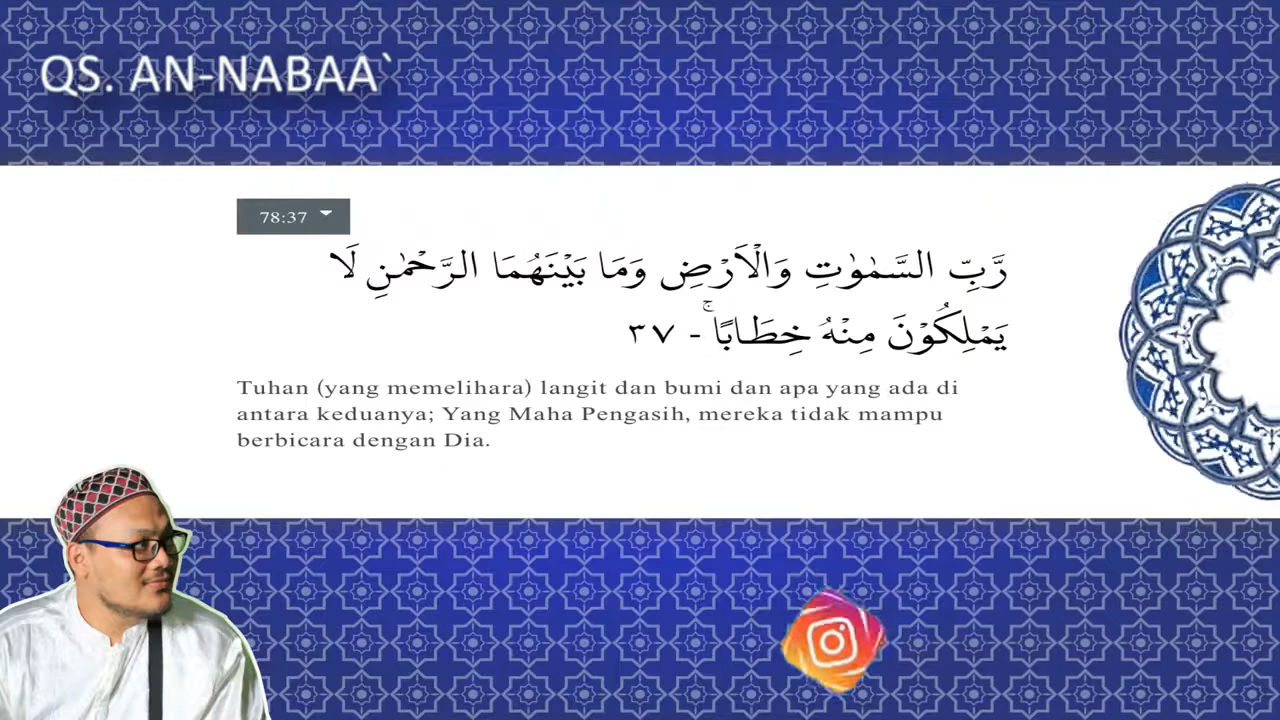 QS. AN-NABAA`
78:37
رَّبِّ السَّمٰوٰتِ وَالْاَرْضِ وَمَا بَيْنَهُمَا الرَّحْمٰنِ لَا
يَمْلِكُوْنَ مِنْهُ خِطَابًاۚ - ٣٧
Tuhan (yang memelihara) langit dan bumi dan apa yang ada di
antara keduanya; Yang Maha Pengasih, mereka tidak mampu
berbicara dengan Dia.